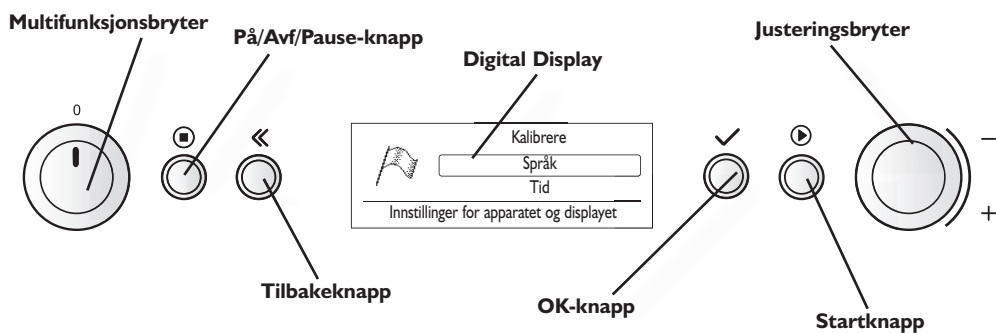 Multifunksjonsbryter
På/Avf/Pause-knapp
Digital Display
Justeringsbryter
0
Kalibrere
Språk
Tid
Innstillinger for apparatet og displayet
−
+
Tilbakeknapp
OK-knapp
Startknapp